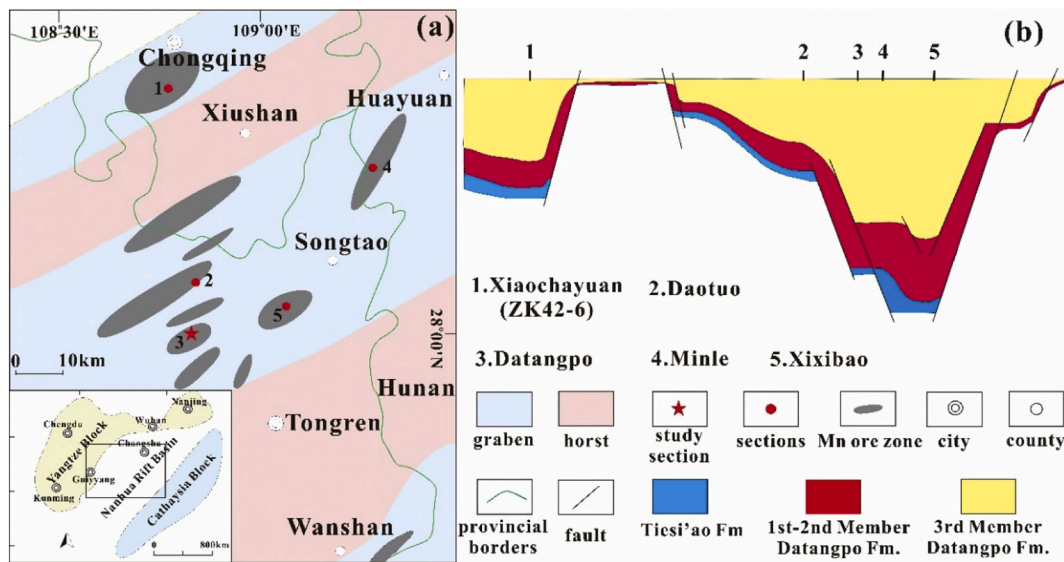 108°30'E
109°00'E
(a)
Chongqing
1
Huayuan
Xiushan
4
Songtao
2
5
3
28°00'N
0 10km
Hunan
Tongren
Wanshan
Nanjing
Wuhan
Chengdu
Changsha
Yangtze Block
Guiyyang
Nanhua Rift Basin
Kunming
Cathaysia Block
0 800km
(b)
1 2 3 4 5
1.Xiaochayuan 2.Daotuo
(ZK42-6)
3.Datangpo 4.Minle 5.Xixibao
graben horst study section sections Mn ore zone city county
provincial borders fault Tiesi'ao Fm 1st-2nd Member Datangpo Fm. 3rd Member Datangpo Fm.